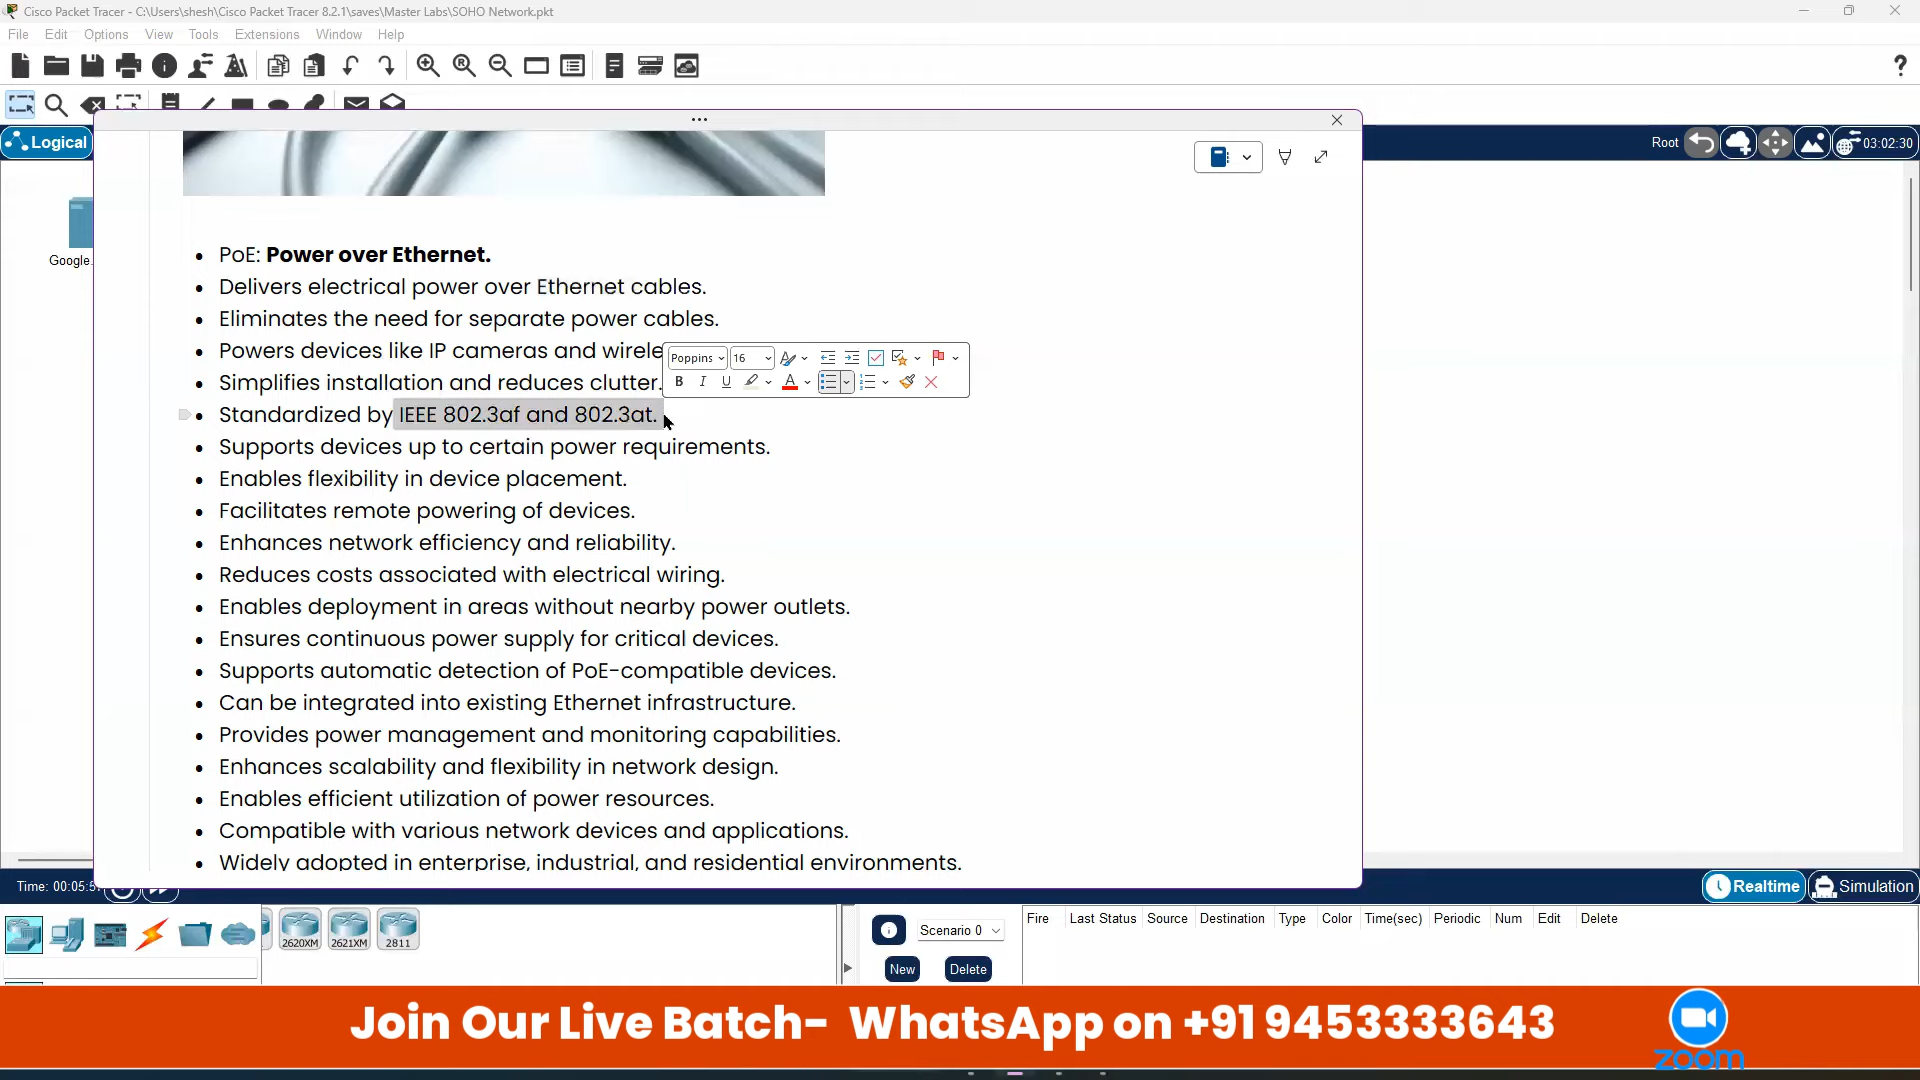 Cisco Packet Tracer - C:\Users\shesh\Cisco Packet Tracer 8.2.1\saves\Master Labs\SOHO Network.pkt
File Edit Options View Tools Extensions Window Help
Logical
Root
03:02:30
Google.
PoE: Power over Ethernet.
Delivers electrical power over Ethernet cables.
Eliminates the need for separate power cables.
Powers devices like IP cameras and wirele
Poppins 16
B I U A
Simplifies installation and reduces clutter.
Standardized by IEEE 802.3af and 802.3at.
Supports devices up to certain power requirements.
Enables flexibility in device placement.
Facilitates remote powering of devices.
Enhances network efficiency and reliability.
Reduces costs associated with electrical wiring.
Enables deployment in areas without nearby power outlets.
Ensures continuous power supply for critical devices.
Supports automatic detection of PoE-compatible devices.
Can be integrated into existing Ethernet infrastructure.
Provides power management and monitoring capabilities.
Enhances scalability and flexibility in network design.
Enables efficient utilization of power resources.
Compatible with various network devices and applications.
Widely adopted in enterprise, industrial, and residential environments.
Time: 00:05:5
Realtime Simulation
2620XM 2621XM 2811
Scenario 0
New Delete
Fire Last Status Source Destination Type Color Time(sec) Periodic Num Edit Delete
Join Our Live Batch- WhatsApp on +91 9453333643
zoom